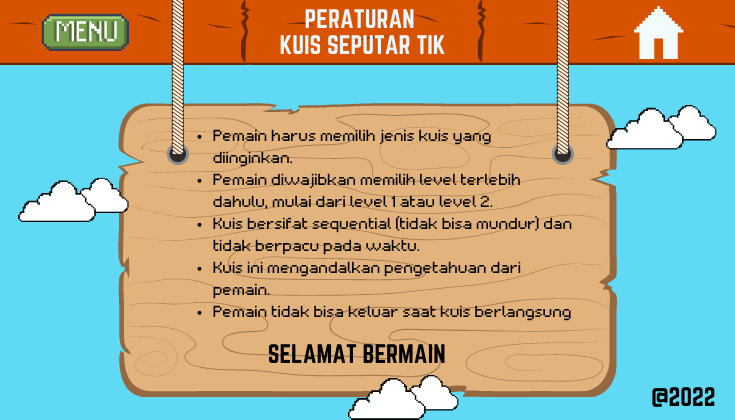 MENU
PERATURAN
KUIS SEPUTAR TIK
• Pemain harus memilih jenis kuis yang
diinginkan.
• Pemain diwajibkan memilih level terlebih
dahulu, mulai dari level 1 atau level 2.
• Kuis bersifat sequential (tidak bisa mundur) dan
tidak berpacu pada waktu.
• Kuis ini mengandalkan pengetahuan dari
pemain.
• Pemain tidak bisa keluar saat kuis berlangsung
SELAMAT BERMAIN
@2022